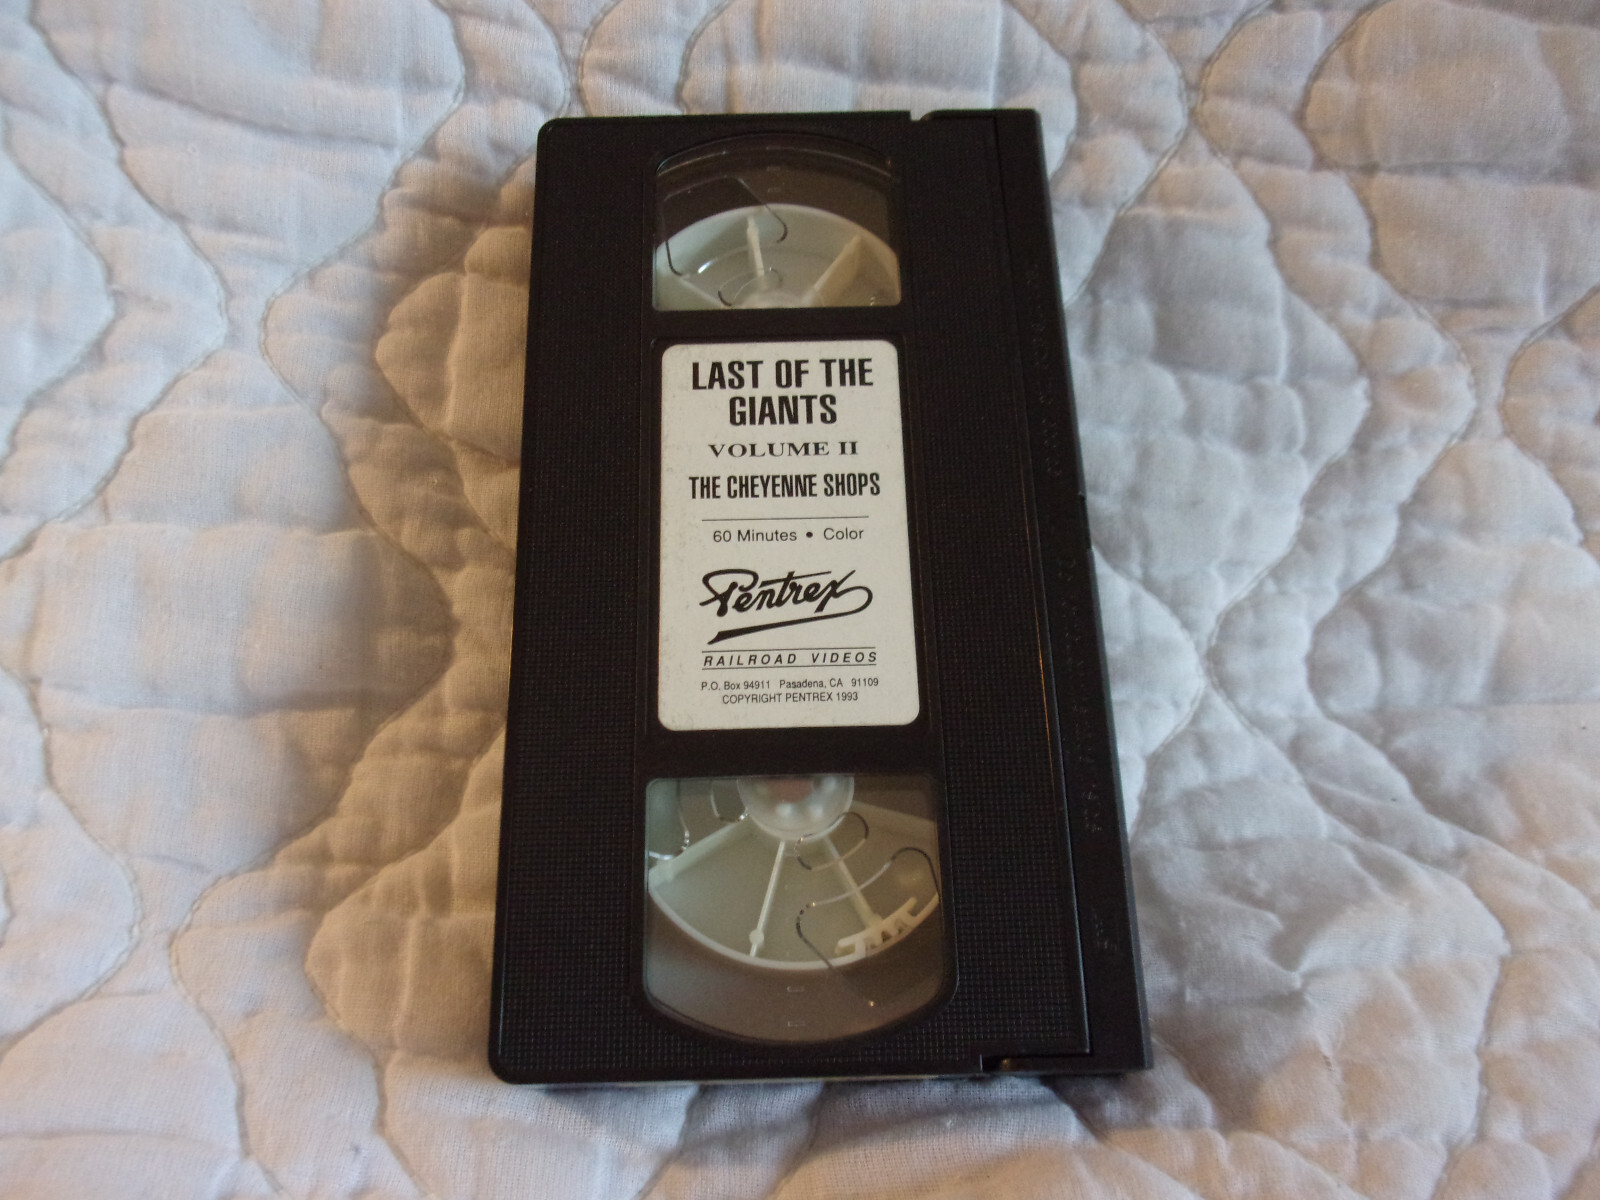 LAST OF THE
GIANTS
VOLUME II
THE CHEYENNE SHOPS
60 Minutes • Color
Pentrex
RAILROAD VIDEOS
P.O. Box 94911 Pasadena, CA 91109
COPYRIGHT PENTREX 1993